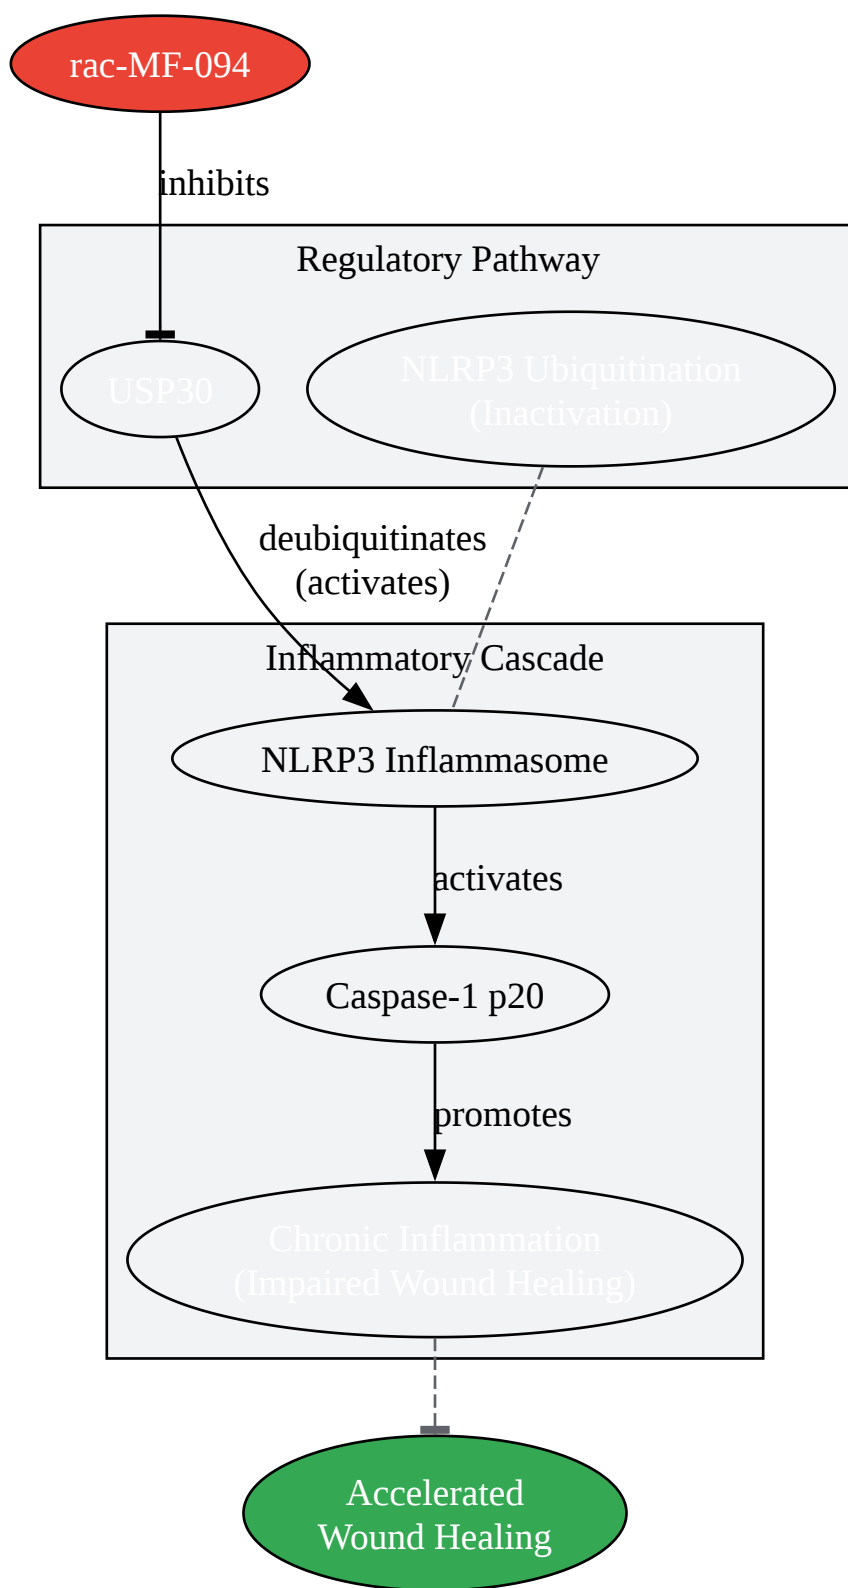 rac-MF-094
inhibits
Regulatory Pathway
USP30
NLRP3 Ubiquitination
(Inactivation)
deubiquitinates
(activates)
Inflammatory Cascade
NLRP3 Inflammasome
activates
Caspase-1 p20
promotes
Chronic Inflammation
(Impaired Wound Healing)
Accelerated
Wound Healing